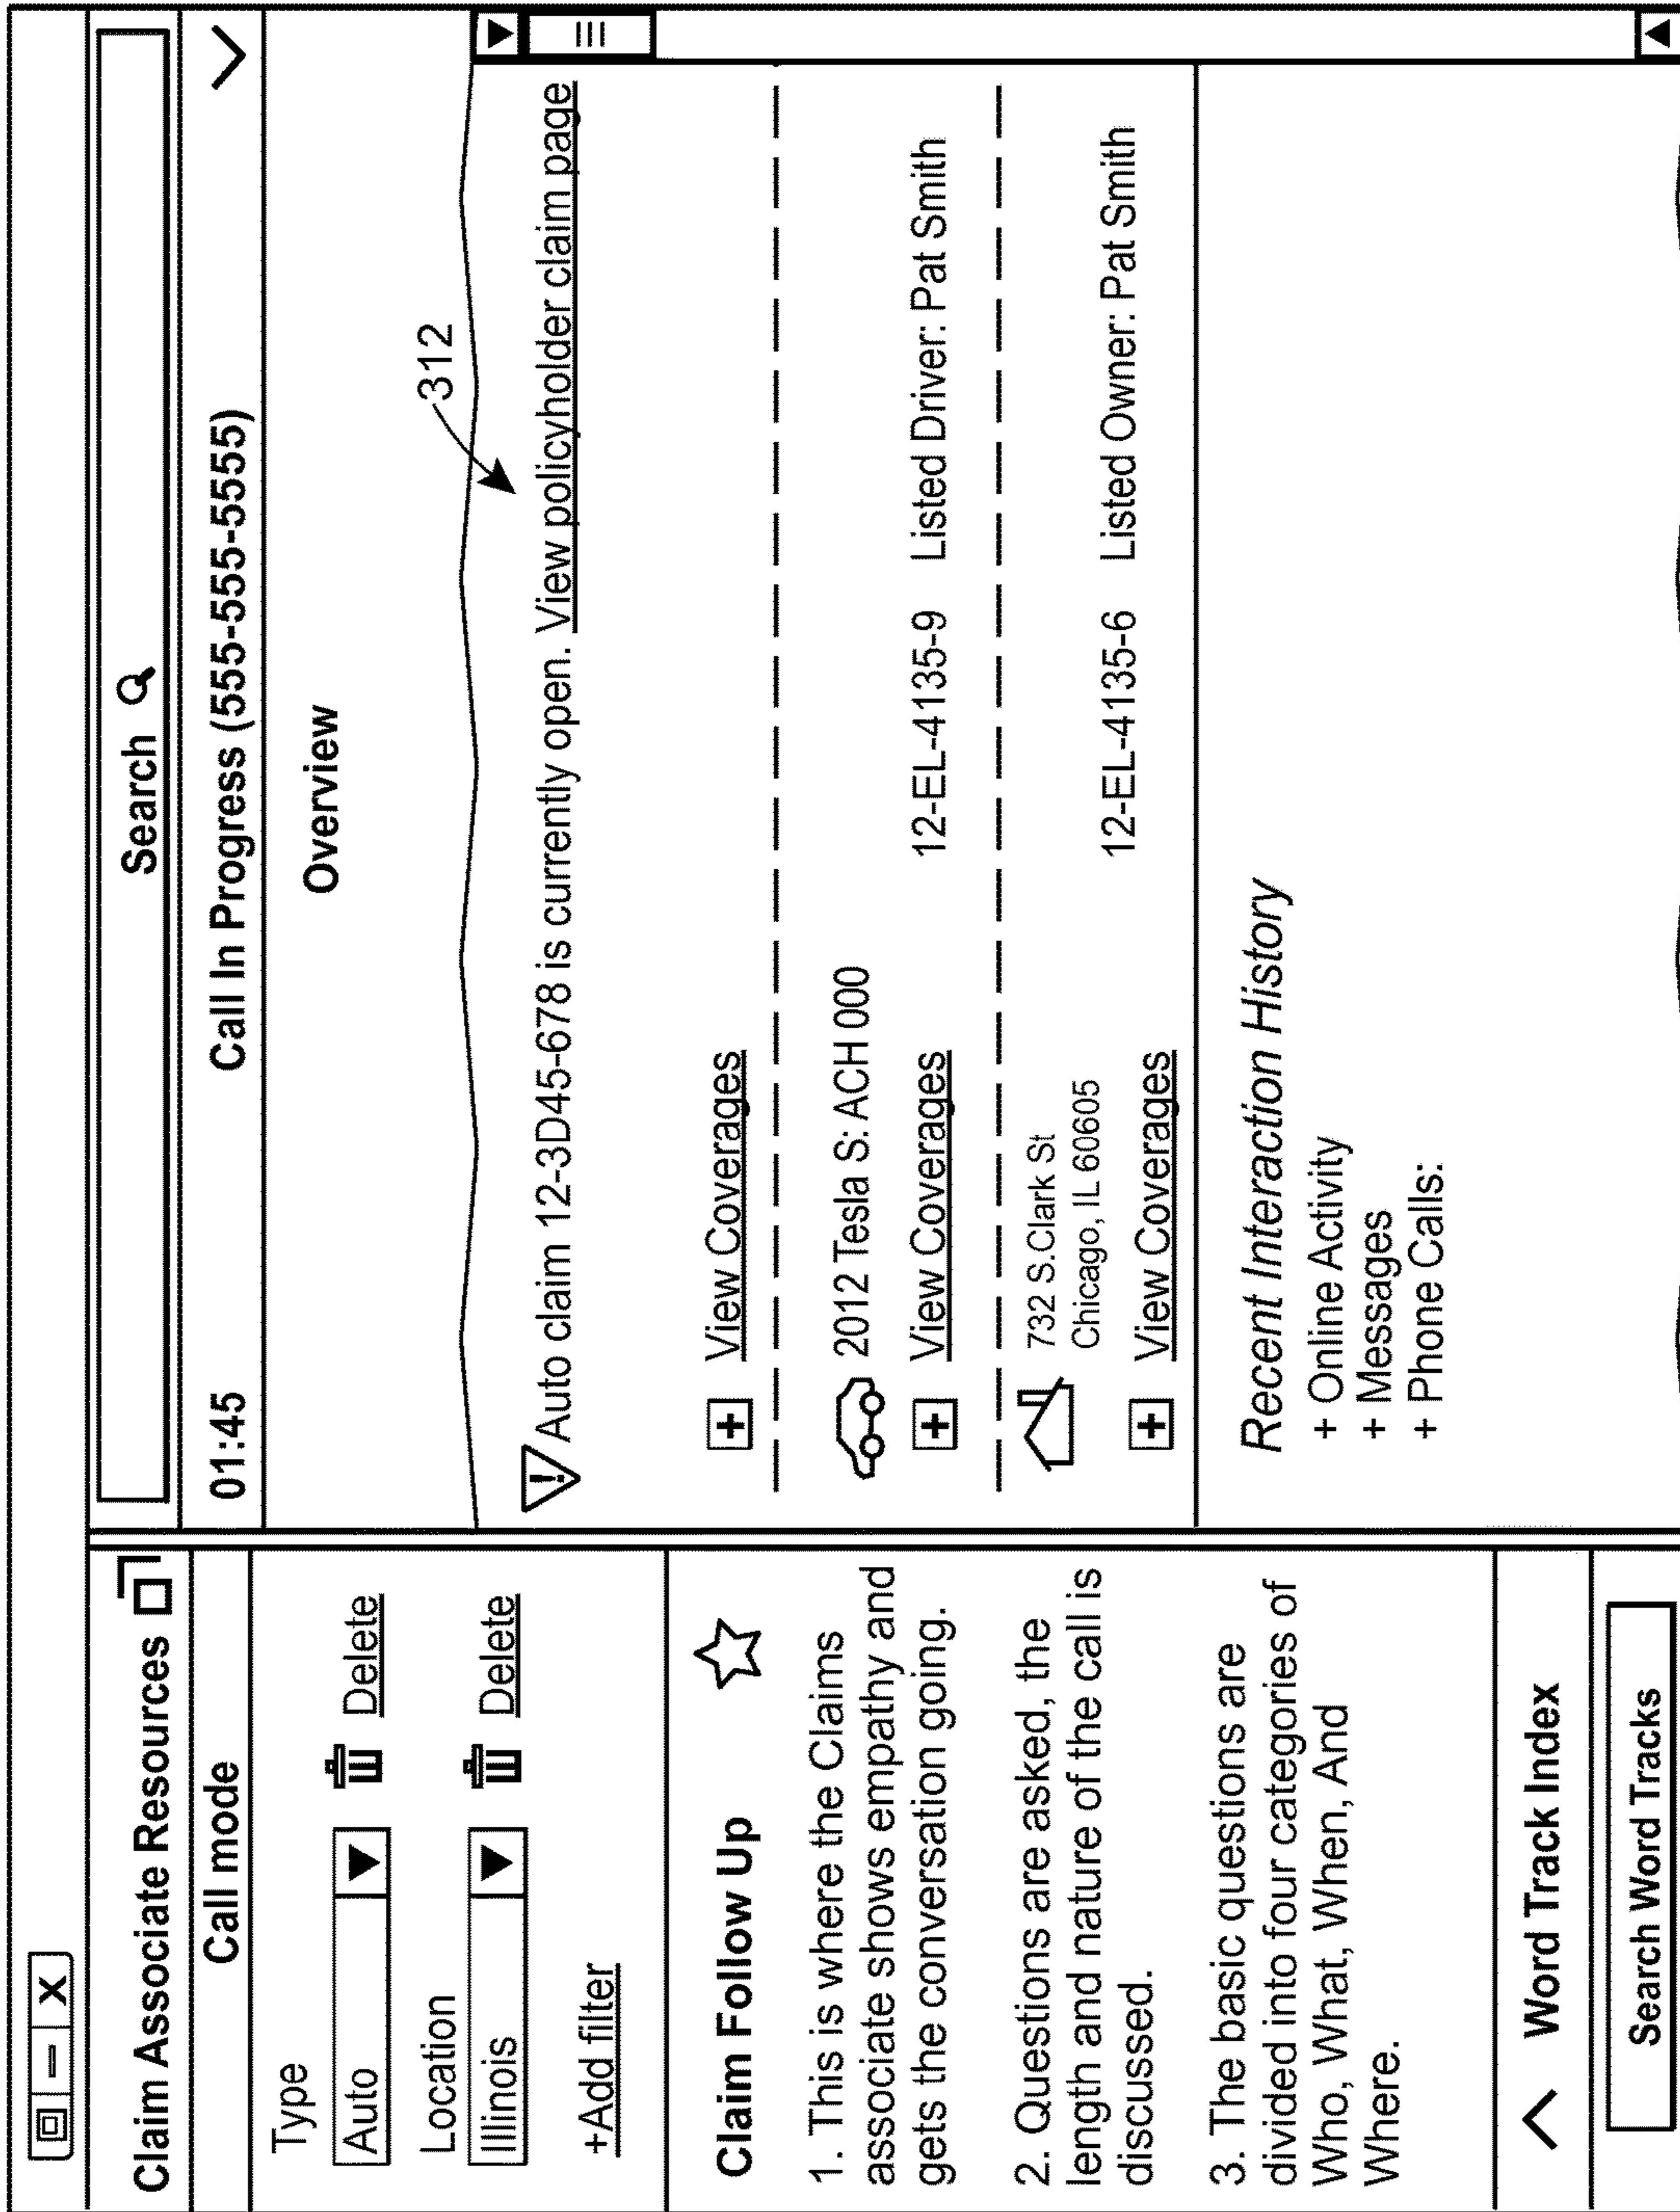 X
Claim Associate Resources
Call mode
Type
Auto
Delete
Location
Illinois
Delete
+Add filter
Claim Follow Up
1. This is where the Claims
associate shows empathy and
gets the conversation going.
2. Questions are asked, the
length and nature of the call is
discussed.
3. The basic questions are
divided into four categories of
Who, What, When, And
Where.
Word Track Index
Search Word Tracks
Search
01:45 Call In Progress (555-555-5555)
Overview
312
! Auto claim 12-3D45-678 is currently open. View policyholder claim page
+ View Coverages
2012 Tesla S: ACH 000
+ View Coverages 12-EL-4135-9 Listed Driver: Pat Smith
732 S.Clark St
Chicago, IL 60605
12-EL-4135-6 Listed Owner: Pat Smith
+ View Coverages
Recent Interaction History
+ Online Activity
+ Messages
+ Phone Calls: